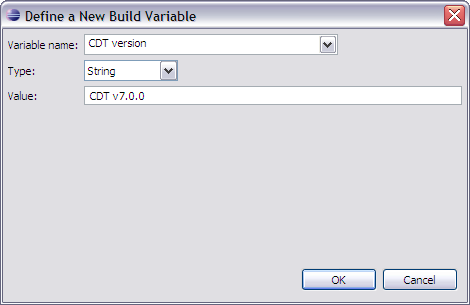 Define a New Build Variable
Variable name: CDT version
Type: String
Value: CDT v7.0.0
OK Cancel